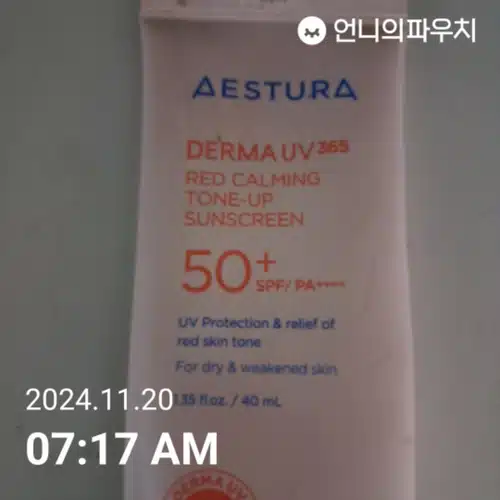 언니의파우치
AESTURA
DERMA UV 365
RED CALMING
TONE-UP
SUNSCREEN
50+
SPF/ PA++++
UV Protection & relief of
red skin tone
For dry & weakened skin
1.35 fl.oz. / 40 mL
2024.11.20
07:17 AM
DERMA UV